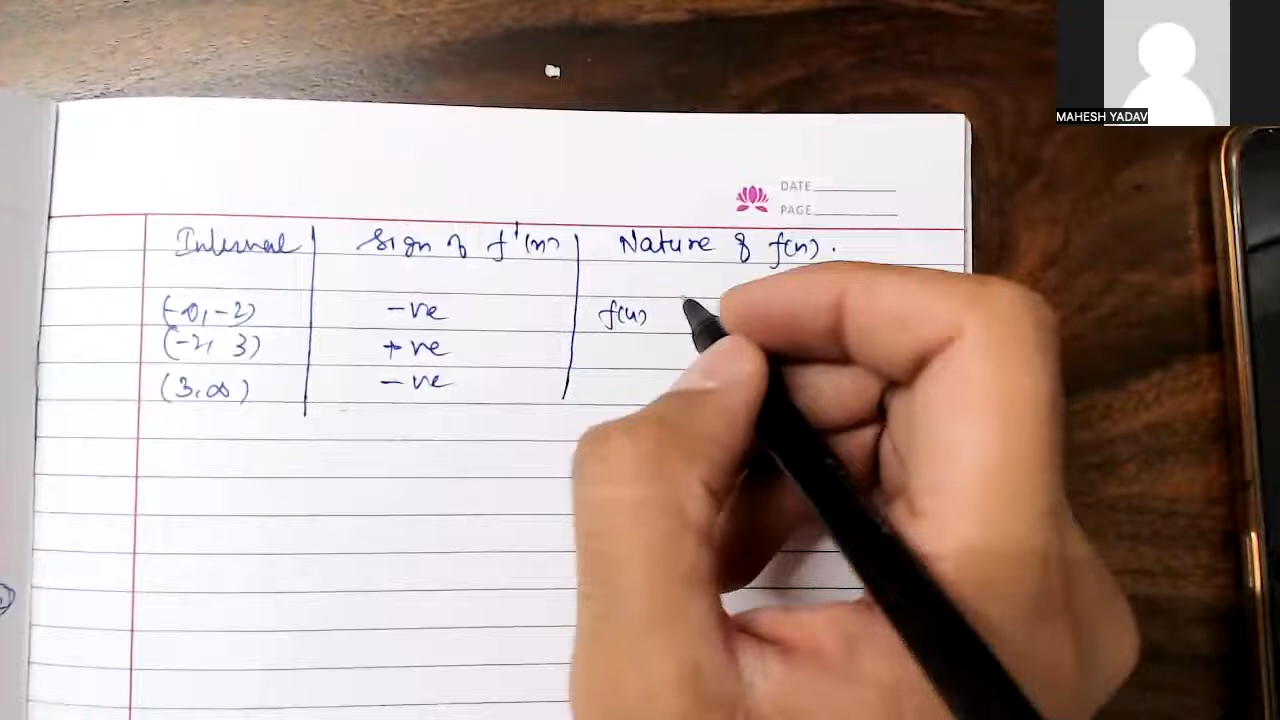 MAHESH YADAV
DATE
PAGE
Interval Sign of f'(x) Nature of f(x).
(-∞, -2) -ve f(x)
(-2, 3) +ve
(3, ∞) -ve